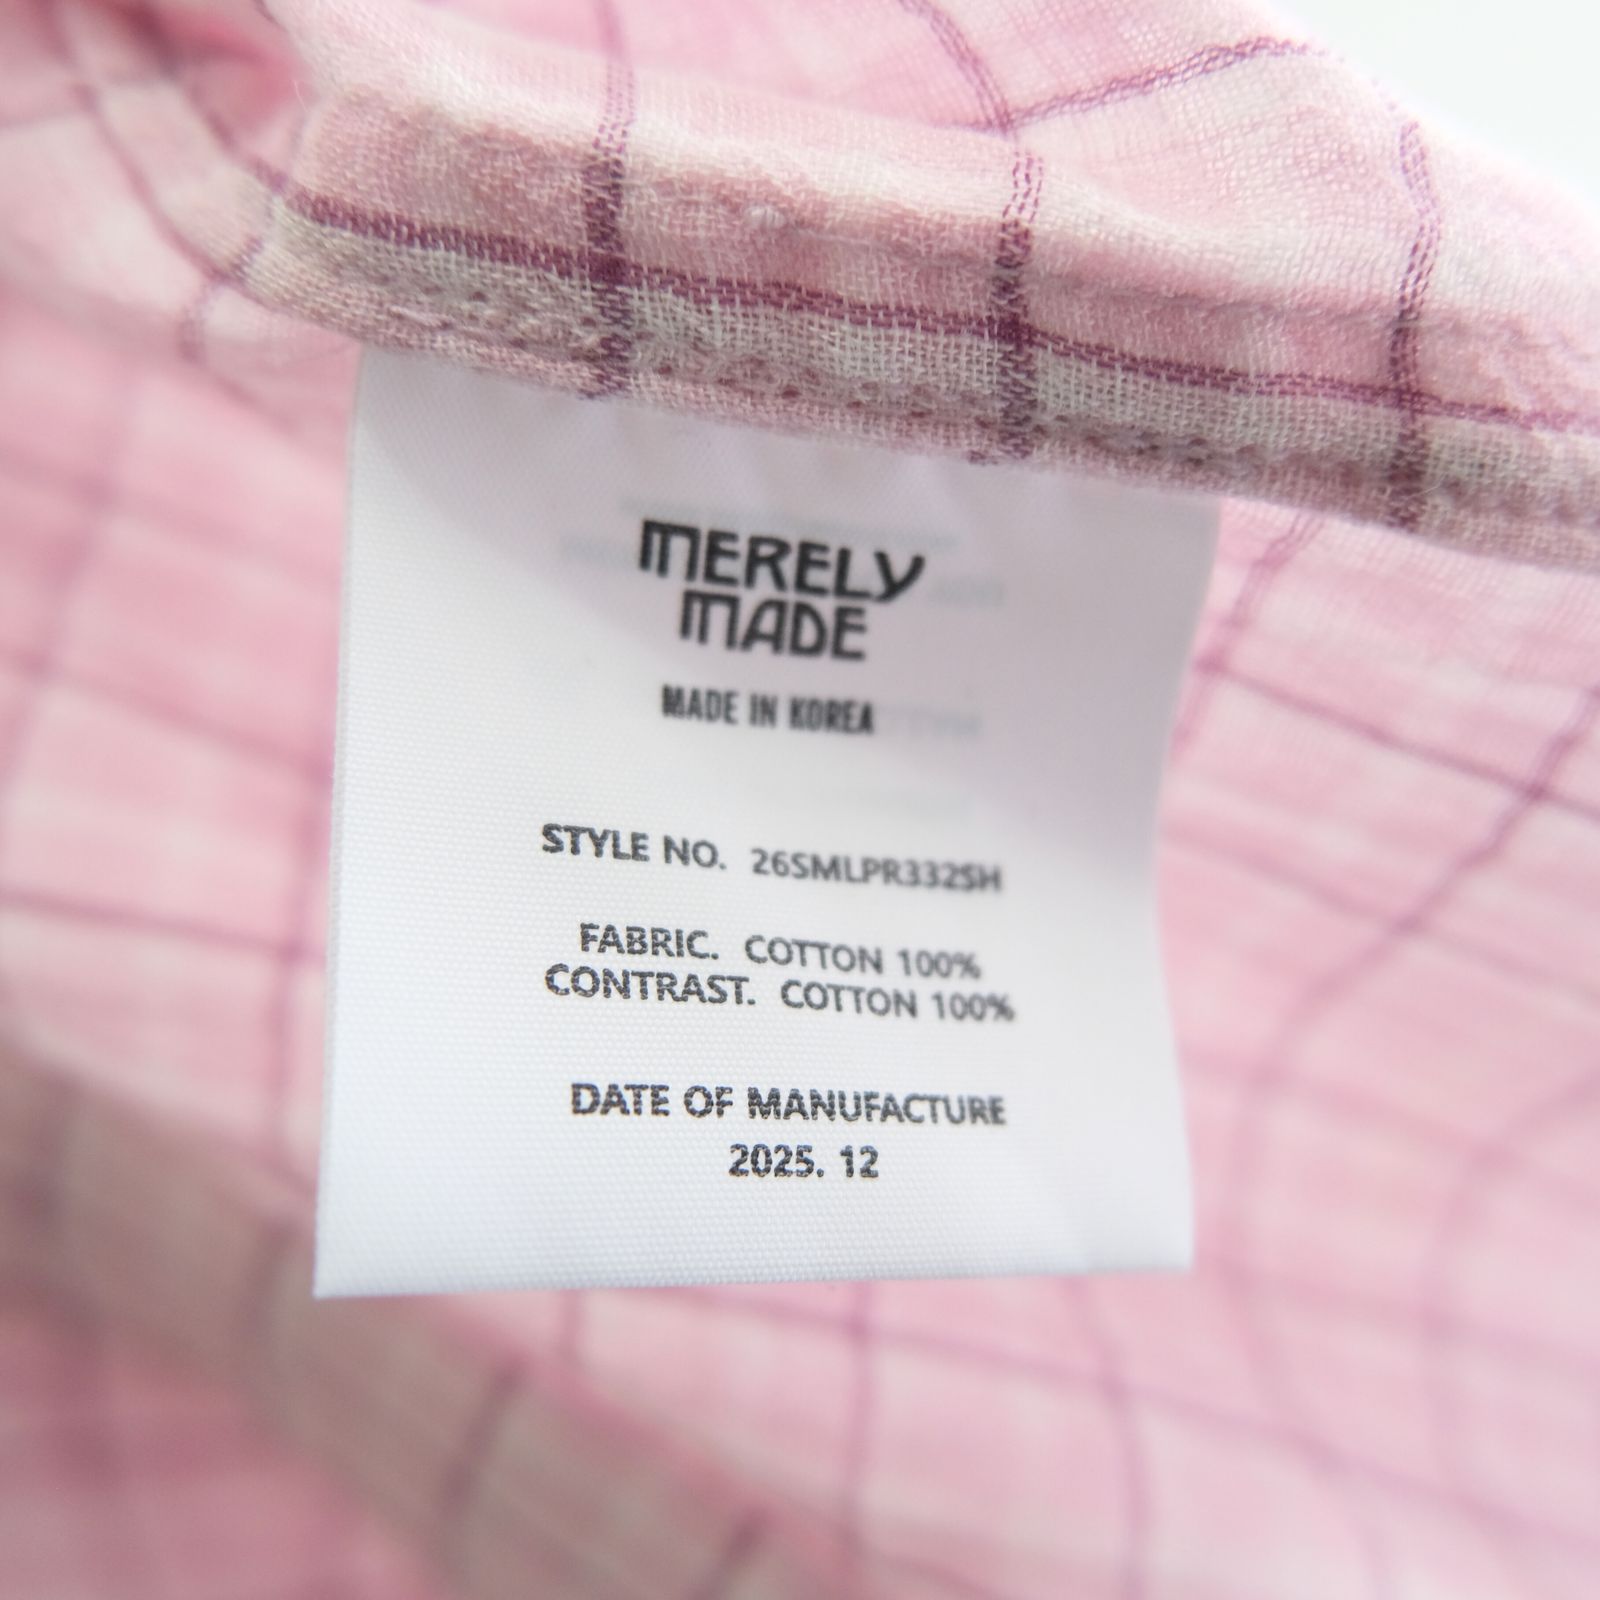 MERELY
MADE
MADE IN KOREA
STYLE NO. 26SMLPR332SH
FABRIC. COTTON 100%
CONTRAST. COTTON 100%
DATE OF MANUFACTURE
2025. 12